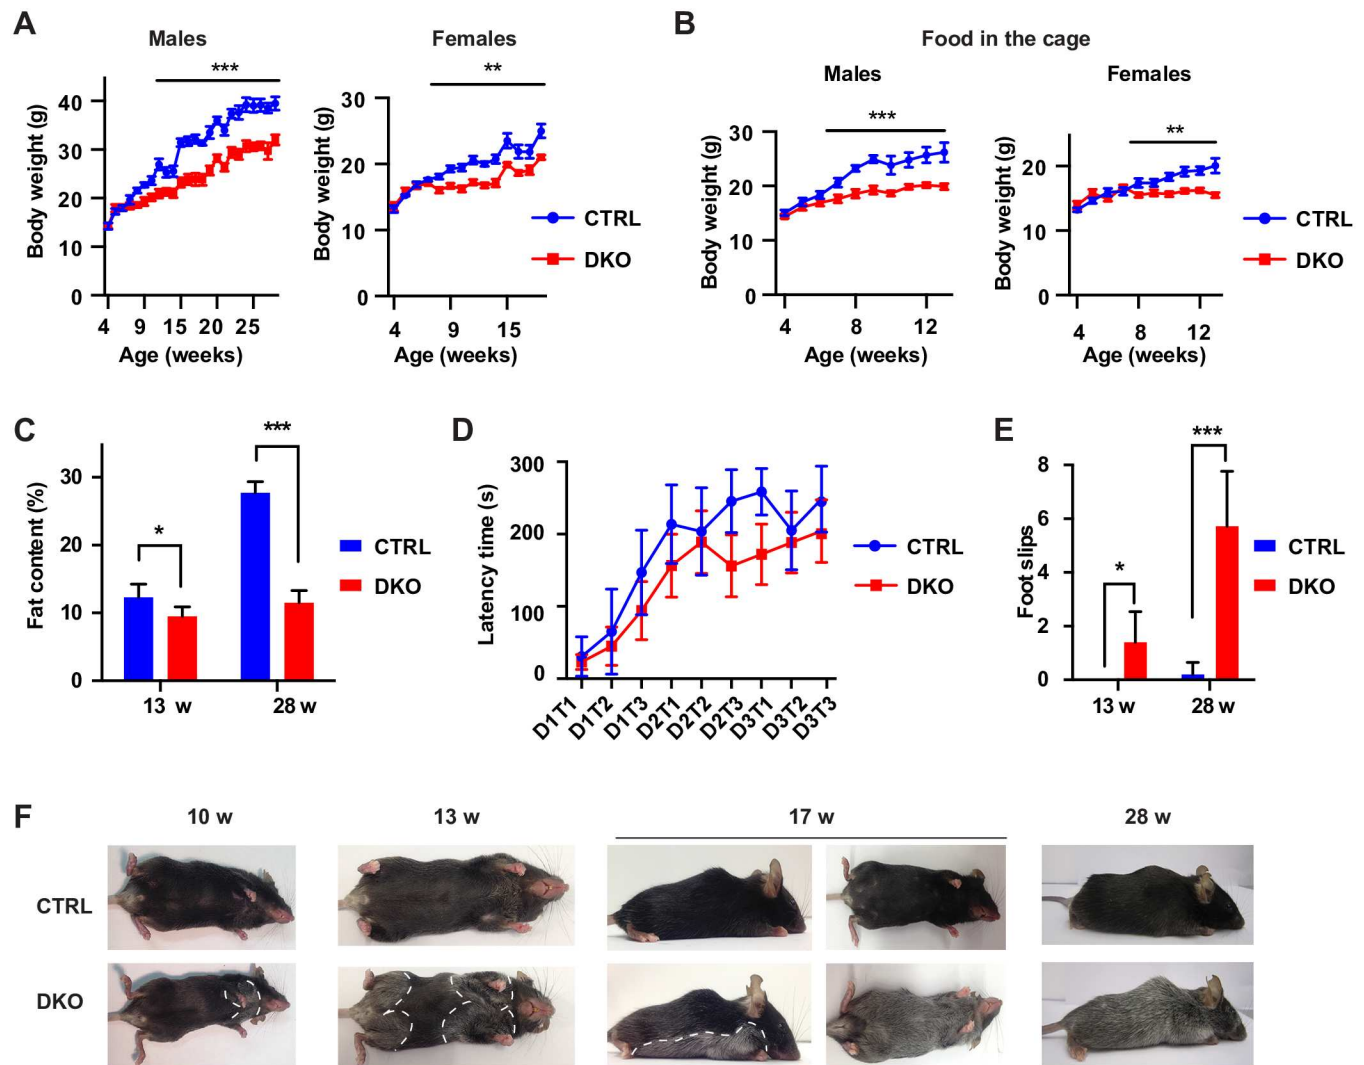 A
Males
Females
***
**
Body weight (g)
40
30
20
10
0
4 9 15 20 25
Age (weeks)
Body weight (g)
30
20
10
0
4 9 15
Age (weeks)
CTRL
DKO
B
Food in the cage
Males
Females
***
**
Body weight (g)
30
20
10
0
4 8 12
Age (weeks)
Body weight (g)
20
10
0
4 8 12
Age (weeks)
CTRL
DKO
C
Fat content (%)
30
20
10
0
*
***
13 w
28 w
CTRL
DKO
D
Latency time (s)
300
200
100
0
D1T1
D1T2
D1T3
D2T1
D2T2
D2T3
D3T1
D3T2
D3T3
CTRL
DKO
E
Foot slips
8
6
4
2
0
*
***
13 w
28 w
CTRL
DKO
F
10 w
13 w
17 w
28 w
CTRL
DKO